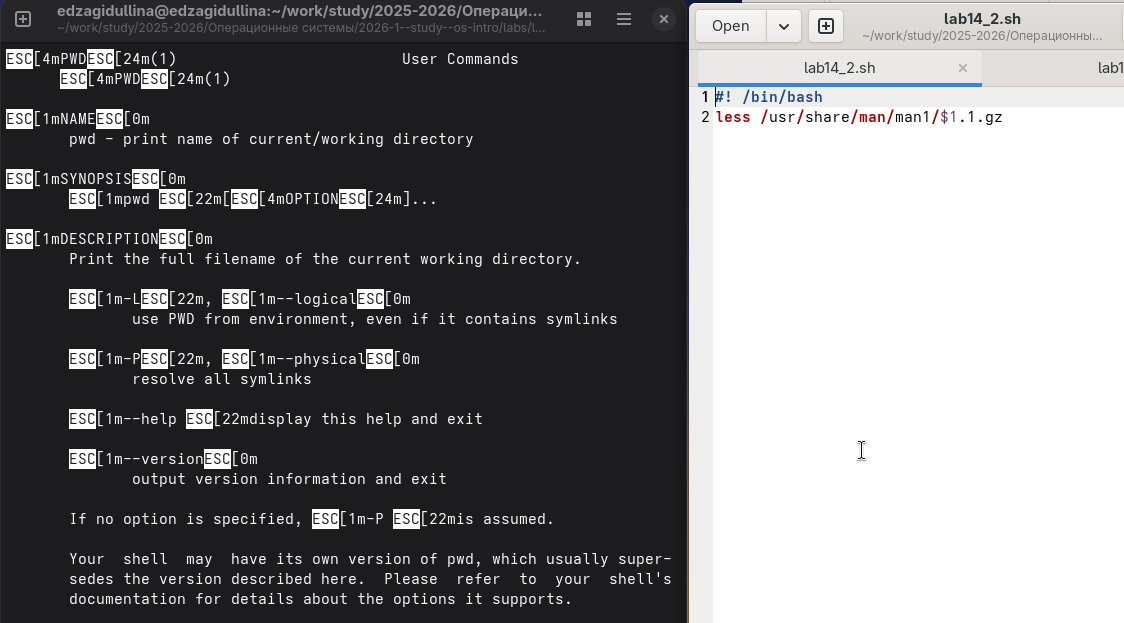 edzagidullina@edzagidullina:~/work/study/2025-2026/Операци...
~/work/study/2025-2026/Операционные системы/2026-1--study--os-intro/labs/l...
ESC[4mPWDESC[24m(1)                         User Commands
      ESC[4mPWDESC[24m(1)
ESC[1mNAMEESC[0m
       pwd - print name of current/working directory
ESC[1mSYNOPSISESC[0m
       ESC[1mpwd ESC[22m[ESC[4mOPTIONESC[24m]...
ESC[1mDESCRIPTIONESC[0m
       Print the full filename of the current working directory.
       ESC[1m-LESC[22m, ESC[1m--logicalESC[0m
              use PWD from environment, even if it contains symlinks
       ESC[1m-PESC[22m, ESC[1m--physicalESC[0m
              resolve all symlinks
       ESC[1m--help ESC[22mdisplay this help and exit
       ESC[1m--versionESC[0m
              output version information and exit
       If no option is specified, ESC[1m-P ESC[22mis assumed.
       Your  shell  may  have its own version of pwd, which usually super-
       sedes the version described here.  Please  refer  to  your  shell's
       documentation for details about the options it supports.
Open
lab14_2.sh
~/work/study/2025-2026/Операционны...
lab14_2.sh
lab1
1 #! /bin/bash
2 less /usr/share/man/man1/$1.1.gz